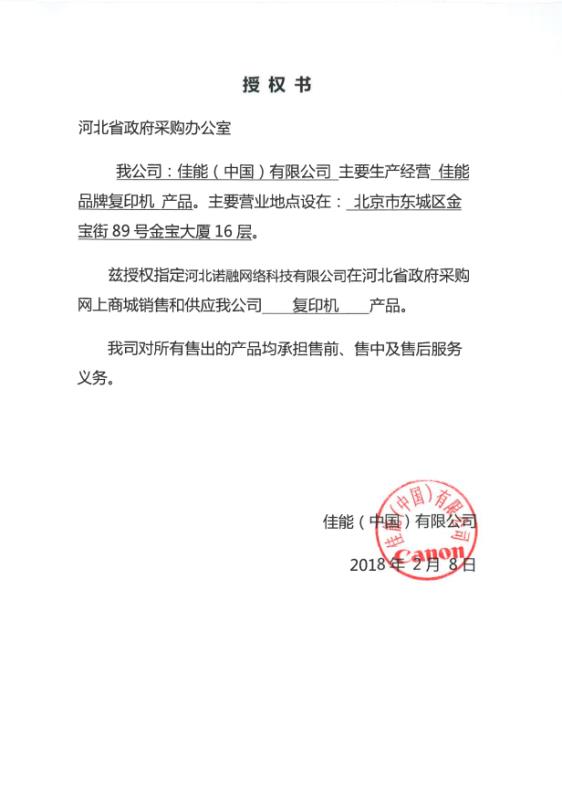 授 权 书
河北省政府采购办公室
我公司：佳能（中国）有限公司 主要生产经营 佳能
品牌复印机 产品。主要营业地点设在： 北京市东城区金
宝街 89 号金宝大厦 16 层。
兹授权指定河北诺融网络科技有限公司在河北省政府采购
网上商城销售和供应我公司 复印机 产品。
我司对所有售出的产品均承担售前、售中及售后服务
义务。
佳能（中国）有限公司
佳能（中国）有限公司
Canon
2018 年 2 月 8 日